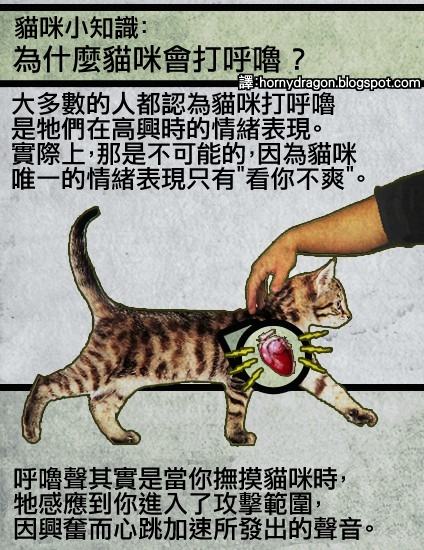 貓咪小知識:
為什麼貓咪會打呼嚕?
譯:hornydragon.blogspot.com
大多數的人都認為貓咪打呼嚕
是牠們在高興時的情緒表現。
實際上,那是不可能的,因為貓咪
唯一的情緒表現只有"看你不爽"。
呼嚕聲其實是當你撫摸貓咪時,
牠感應到你進入了攻擊範圍,
因興奮而心跳加速所發出的聲音。